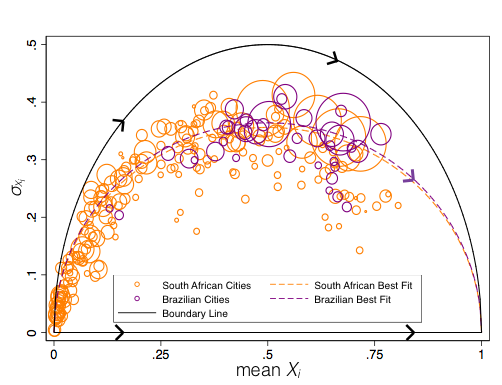 .5
.4
.3
.2
.1
0
σXi
South African Cities
South African Best Fit
Brazilian Cities
Brazilian Best Fit
Boundary Line
0
.25
.5
.75
1
mean Xi